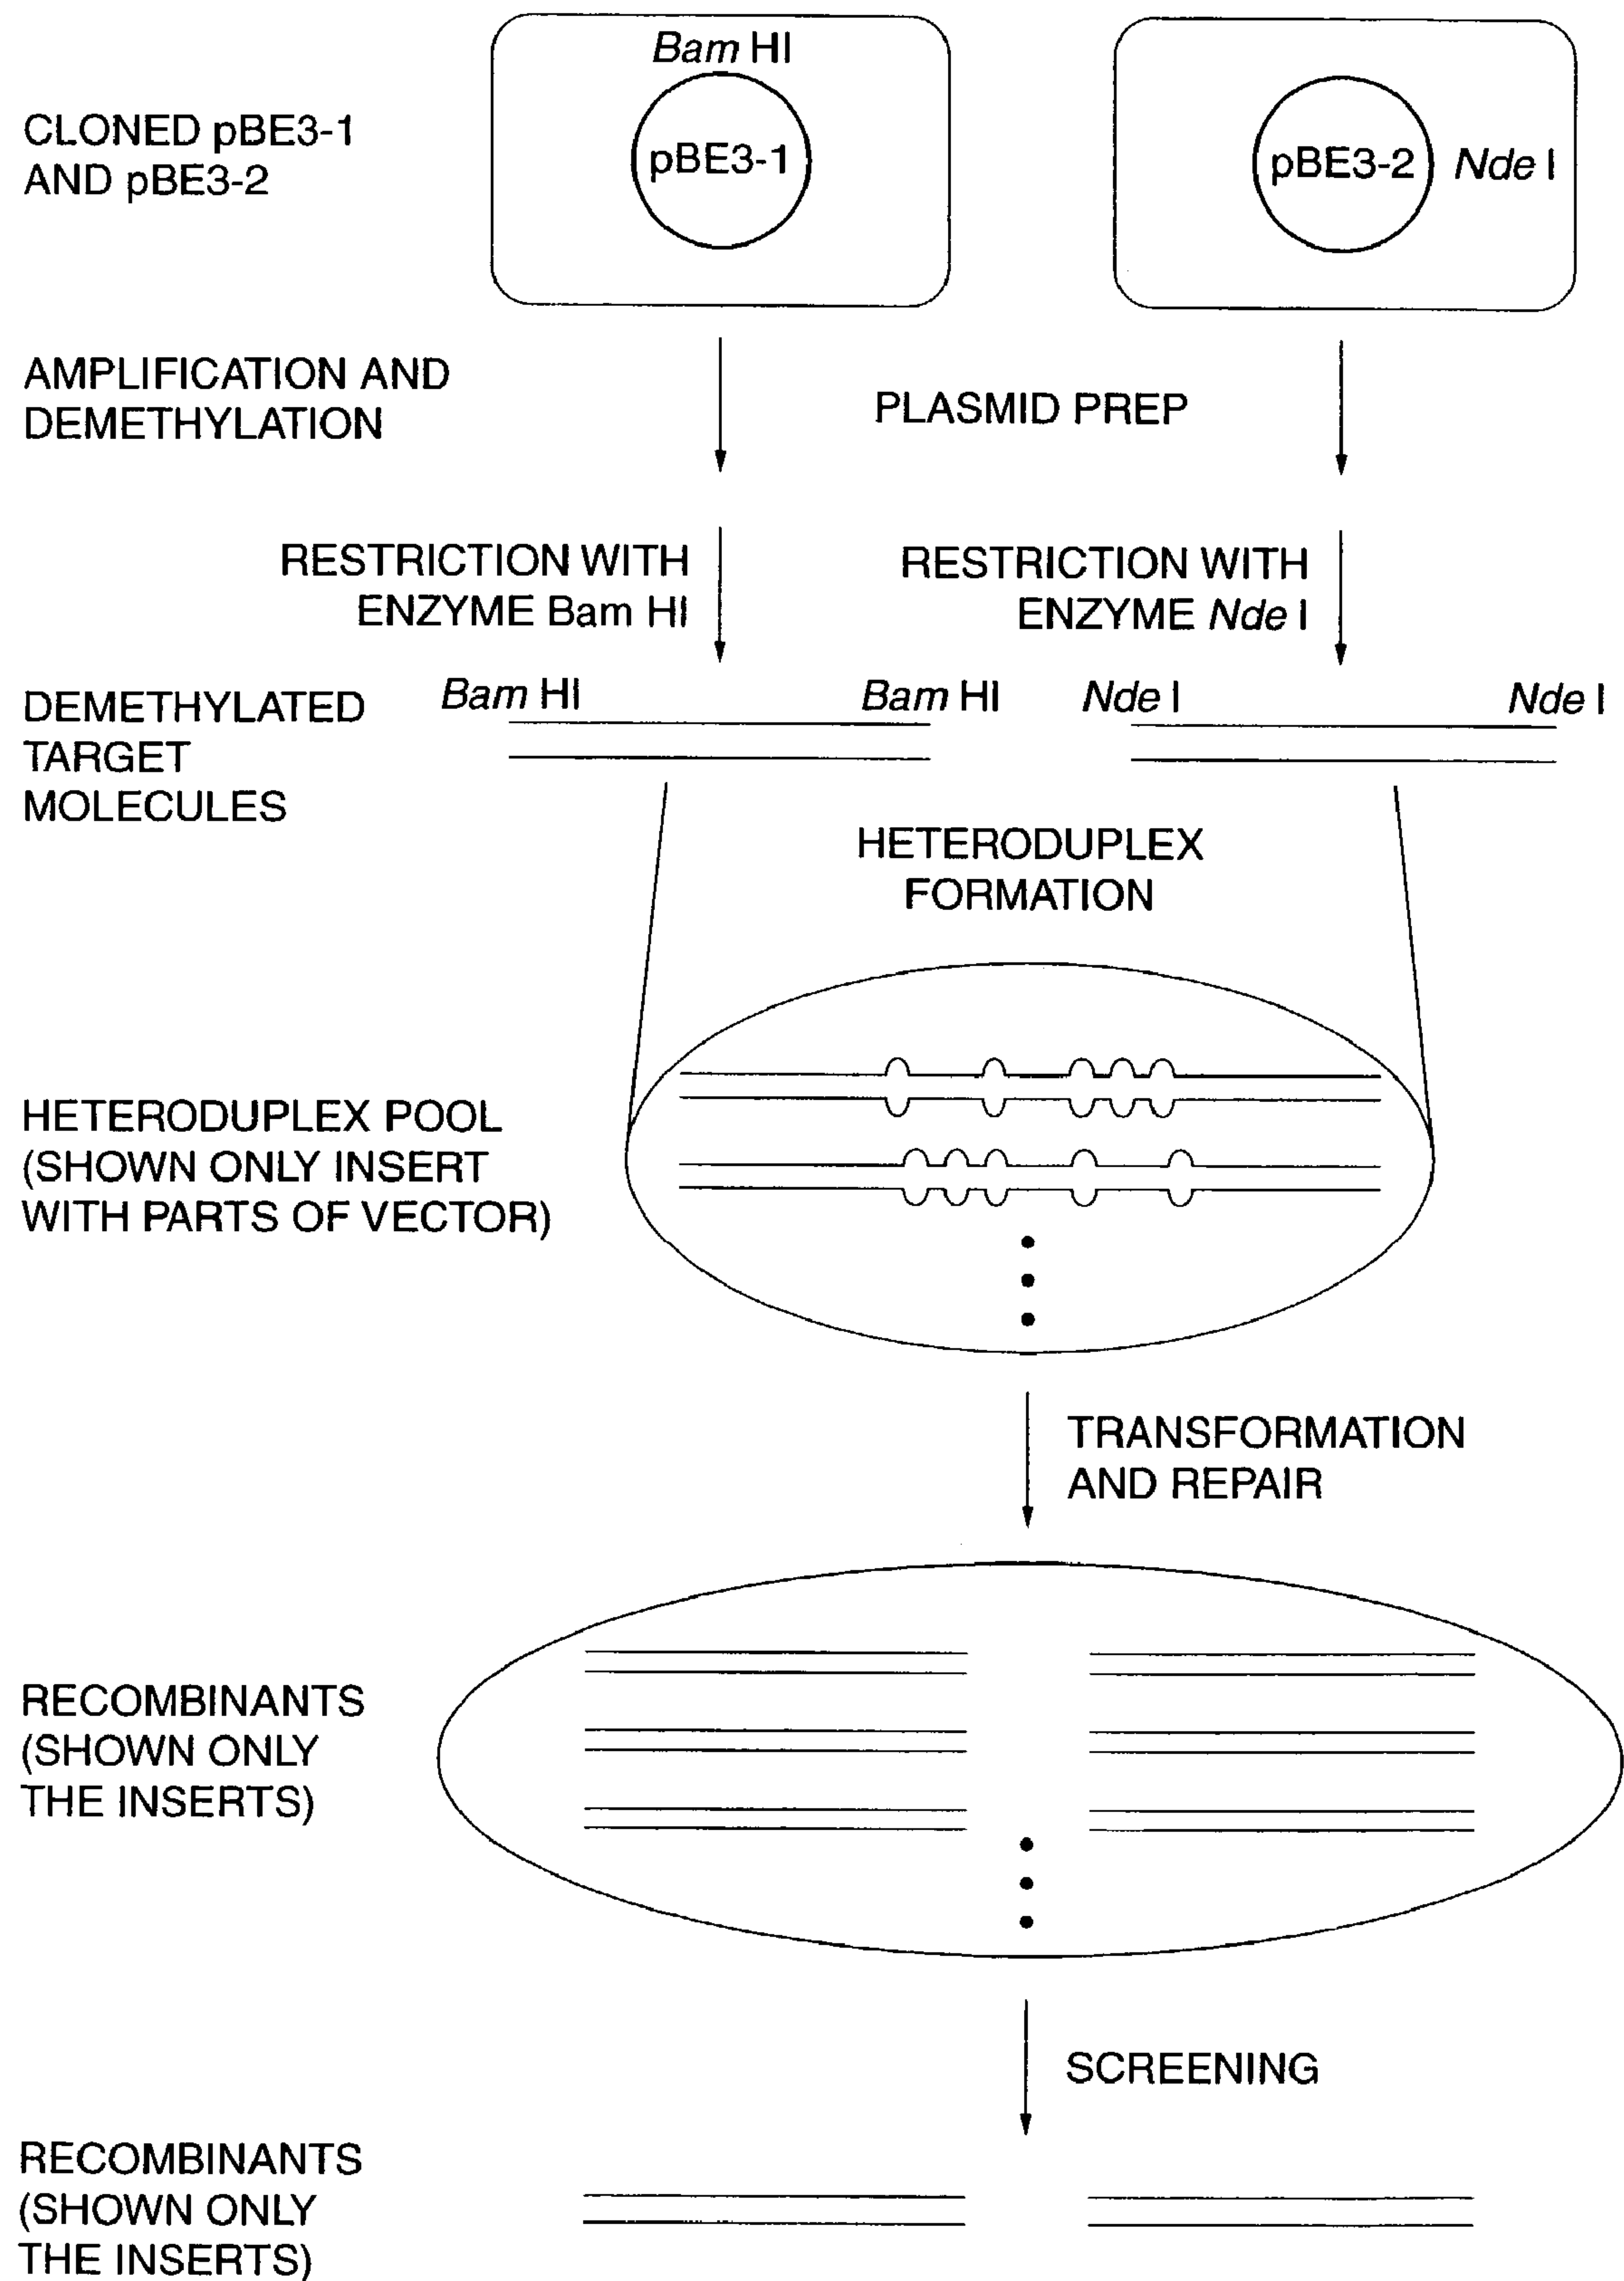 Bam HI
CLONED pBE3-1
AND pBE3-2
pBE3-1
pBE3-2
Nde I
AMPLIFICATION AND
DEMETHYLATION
PLASMID PREP
RESTRICTION WITH
ENZYME Bam HI
RESTRICTION WITH
ENZYME Nde I
DEMETHYLATED
TARGET
MOLECULES
Bam HI
Bam HI
Nde I
Nde I
HETERODUPLEX
FORMATION
HETERODUPLEX POOL
(SHOWN ONLY INSERT
WITH PARTS OF VECTOR)
TRANSFORMATION
AND REPAIR
RECOMBINANTS
(SHOWN ONLY
THE INSERTS)
SCREENING
RECOMBINANTS
(SHOWN ONLY
THE INSERTS)